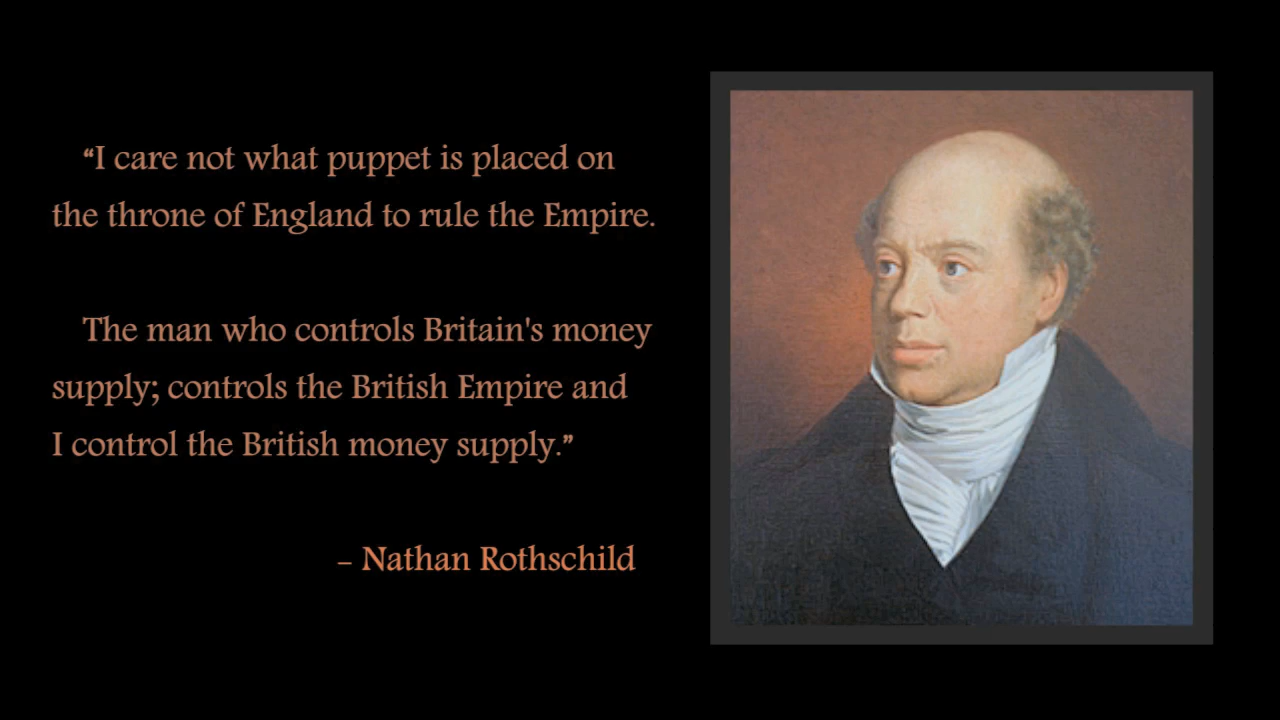 “I care not what puppet is placed on
the throne of England to rule the Empire.
The man who controls Britain's money
supply; controls the British Empire and
I control the British money supply.”
– Nathan Rothschild